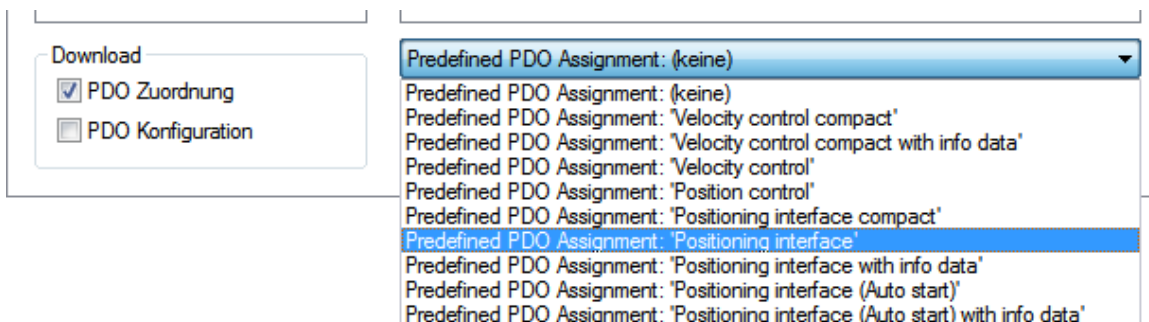 Download
PDO Zuordnung
PDO Konfiguration
Predefined PDO Assignment: (keine)
Predefined PDO Assignment: (keine)
Predefined PDO Assignment: 'Velocity control compact'
Predefined PDO Assignment: 'Velocity control compact with info data'
Predefined PDO Assignment: 'Velocity control'
Predefined PDO Assignment: 'Position control'
Predefined PDO Assignment: 'Positioning interface compact'
Predefined PDO Assignment: 'Positioning interface'
Predefined PDO Assignment: 'Positioning interface with info data'
Predefined PDO Assignment: 'Positioning interface (Auto start)'
Predefined PDO Assignment: 'Positioning interface (Auto start) with info data'